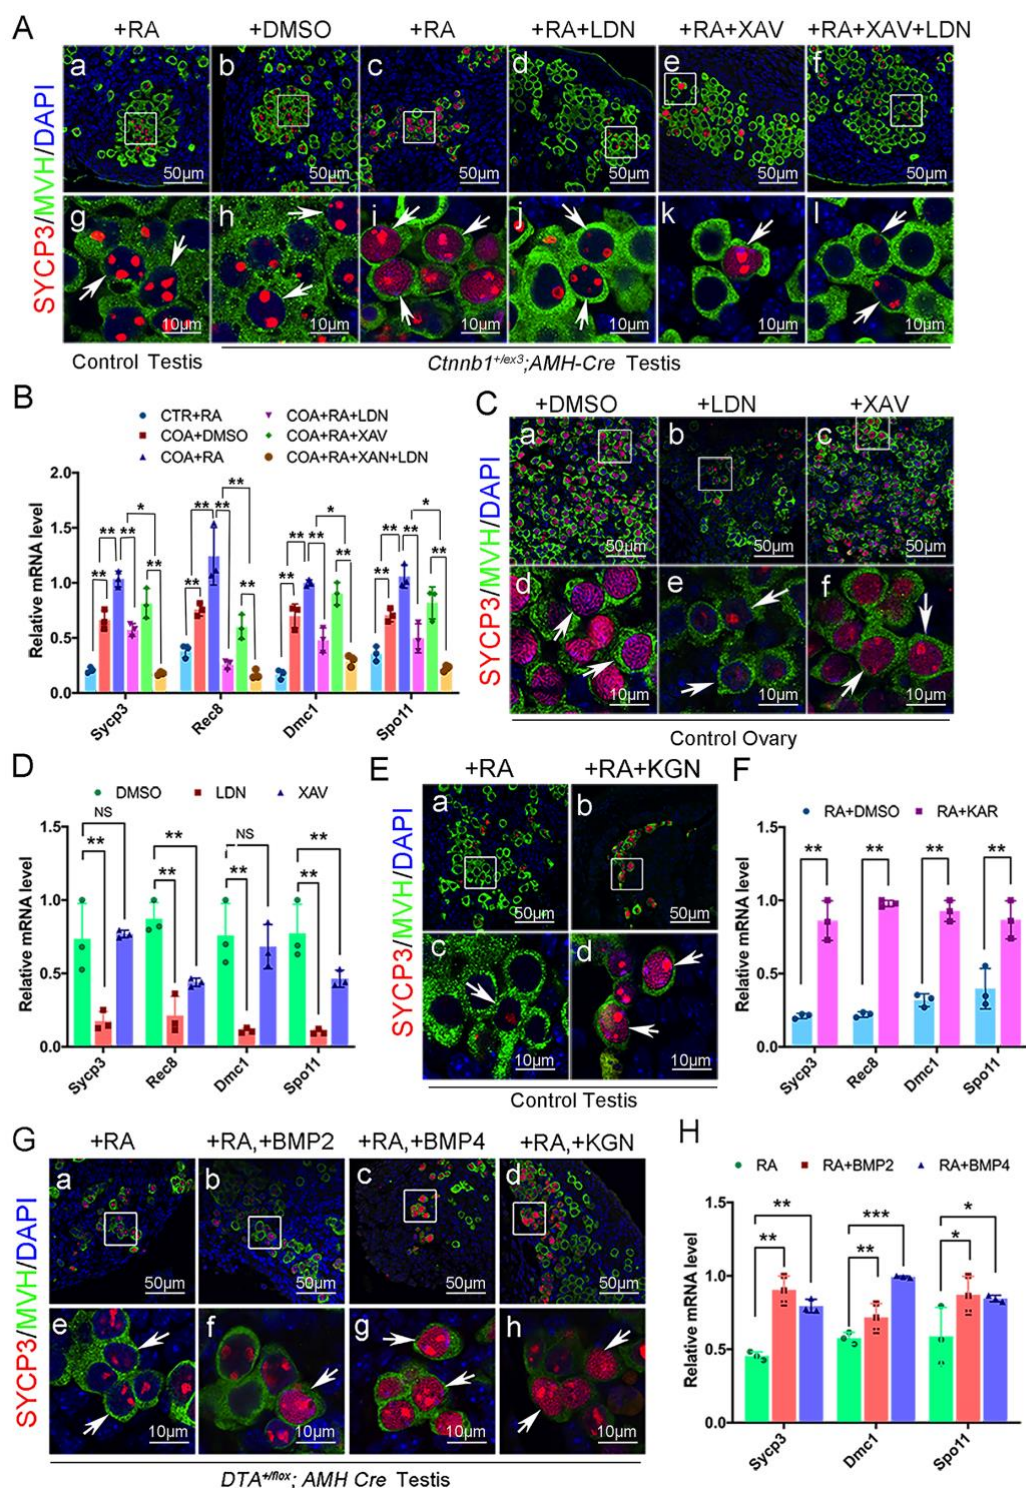 A
+RA +DMSO +RA +RA+LDN +RA+XAV +RA+XAV+LDN
SYCP3/MVH/DAPI
a b c d e f
50μm 50μm 50μm 50μm 50μm 50μm
g h i j k l
10μm 10μm 10μm 10μm 10μm 10μm
Control Testis Ctnnb1+/ex3;AMH-Cre Testis
B
CTR+RA COA+RA+LDN
COA+DMSO COA+RA+XAV
COA+RA COA+RA+XAN+LDN
Relative mRNA level
2.0
1.5
1.0
0.5
0.0
** ** ** * **
** ** ** ** ** **
** ** ** * **
** ** ** * **
Sycp3 Rec8 Dmc1 Spo11
C
+DMSO +LDN +XAV
SYCP3/MVH/DAPI
a b c
50μm 50μm 50μm
d e f
10μm 10μm 10μm
Control Ovary
D
DMSO LDN XAV
Relative mRNA level
1.5
1.0
0.5
0.0
NS ** NS **
** ** ** **
Sycp3 Rec8 Dmc1 Spo11
E
+RA +RA+KGN
SYCP3/MVH/DAPI
a b
50μm 50μm
c d
10μm 10μm
Control Testis
F
RA+DMSO RA+KAR
Relative mRNA level
1.5
1.0
0.5
0.0
** ** ** **
Sycp3 Rec8 Dmc1 Spo11
G
+RA +RA,+BMP2 +RA,+BMP4 +RA,+KGN
SYCP3/MVH/DAPI
a b c d
50μm 50μm 50μm 50μm
e f g h
10μm 10μm 10μm 10μm
DTA+/flox; AMH Cre Testis
H
RA RA+BMP2 RA+BMP4
Relative mRNA level
1.5
1.0
0.5
0.0
** *** *
** ** *
Sycp3 Dmc1 Spo11